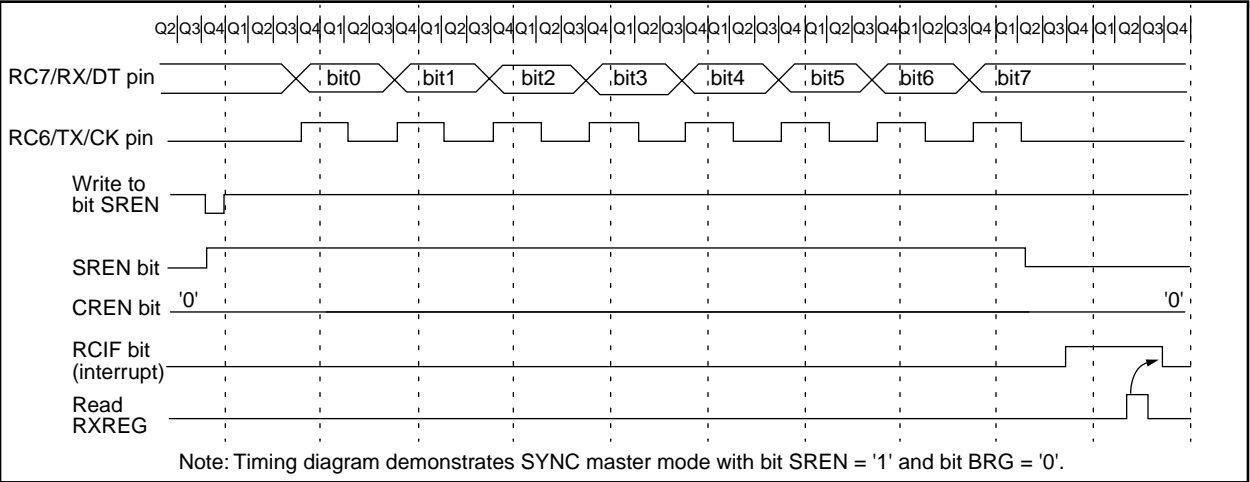 Q2 Q3 Q4 Q1 Q2 Q3 Q4 Q1 Q2 Q3 Q4 Q1 Q2 Q3 Q4 Q1 Q2 Q3 Q4 Q1 Q2 Q3 Q4 Q1 Q2 Q3 Q4 Q1 Q2 Q3 Q4 Q1 Q2 Q3 Q4 Q1 Q2 Q3 Q4 Q1 Q2 Q3 Q4
RC7/RX/DT pin bit0 bit1 bit2 bit3 bit4 bit5 bit6 bit7
RC6/TX/CK pin
Write to
bit SREN
SREN bit
CREN bit '0' '0'
RCIF bit
(interrupt)
Read
RXREG
Note: Timing diagram demonstrates SYNC master mode with bit SREN = '1' and bit BRG = '0'.